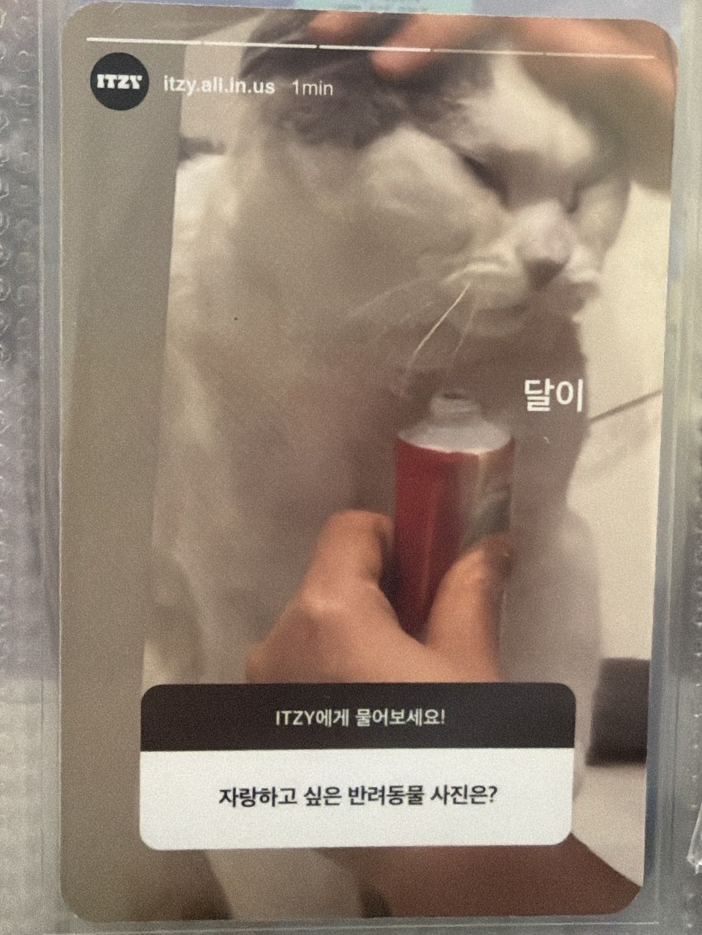 ITZY
itzy.all.in.us 1min
달이
ITZY에게 물어보세요!
자랑하고 싶은 반려동물 사진은?